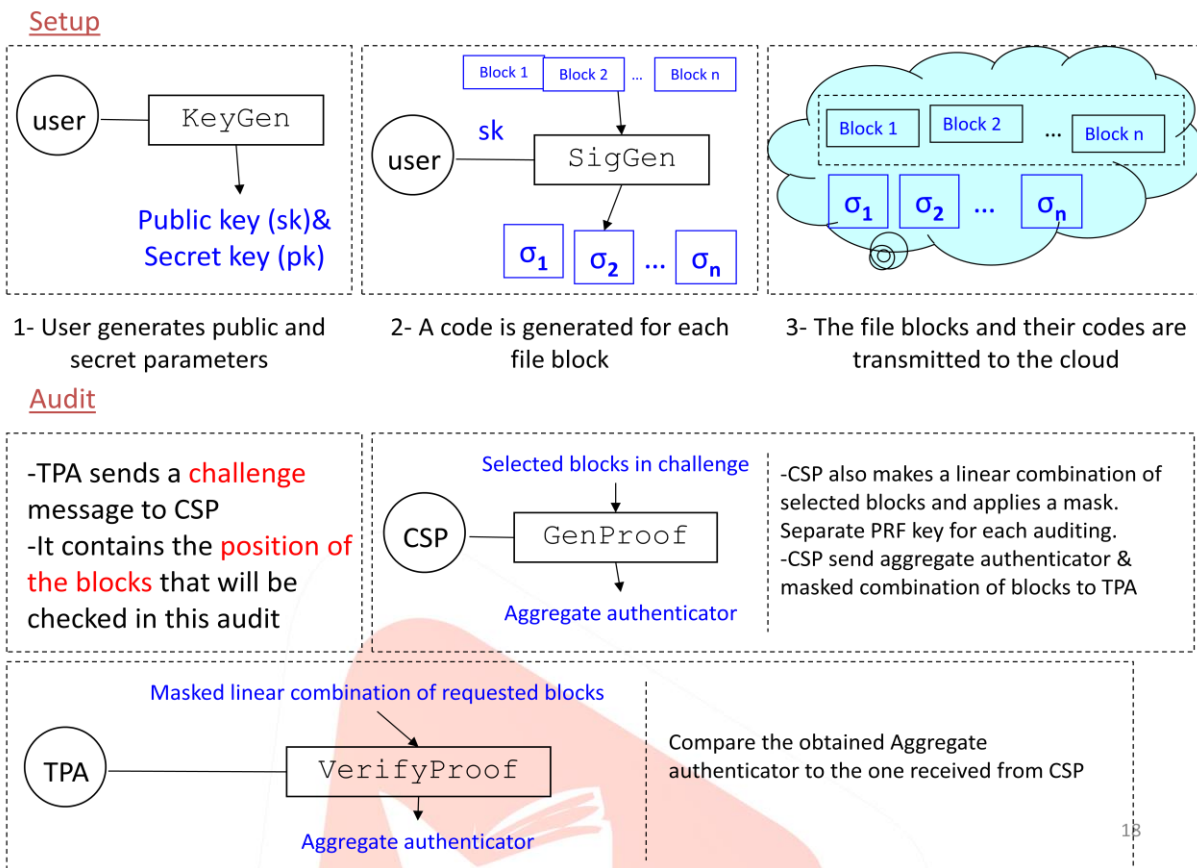 Setup
user
KeyGen
Public key (sk)&
Secret key (pk)
1- User generates public and
secret parameters
Block 1
Block 2
...
Block n
sk
user
SigGen
σ1
σ2
...
σn
2- A code is generated for each
file block
Block 1
Block 2
...
Block n
σ1
σ2
...
σn
3- The file blocks and their codes are
transmitted to the cloud
Audit
-TPA sends a challenge
message to CSP
-It contains the position of
the blocks that will be
checked in this audit
Selected blocks in challenge
CSP
GenProof
Aggregate authenticator
-CSP also makes a linear combination of
selected blocks and applies a mask.
Separate PRF key for each auditing.
-CSP send aggregate authenticator &
masked combination of blocks to TPA
Masked linear combination of requested blocks
TPA
VerifyProof
Aggregate authenticator
Compare the obtained Aggregate
authenticator to the one received from CSP
18